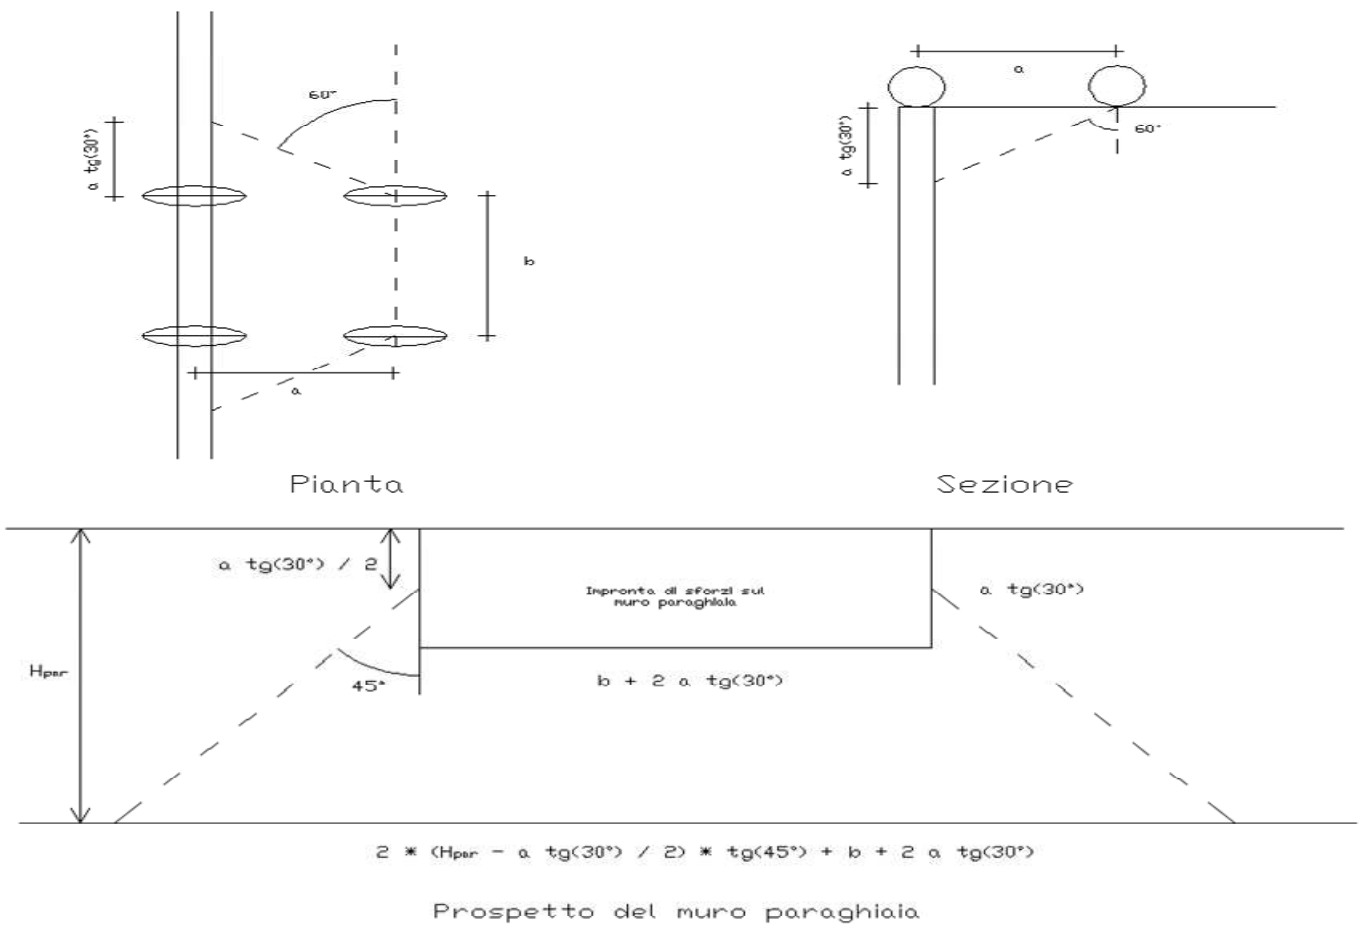 60°
a tg(30°)
b
a
Pianta
a
a tg(30°)
60°
Sezione
a tg(30°) / 2
Impronta di sforzi sul
muro paraghiaia
a tg(30°)
Hpar
45°
b + 2 a tg(30°)
2 * (Hpar - a tg(30°) / 2) * tg(45°) + b + 2 a tg(30°)
Prospetto del muro paraghiaia